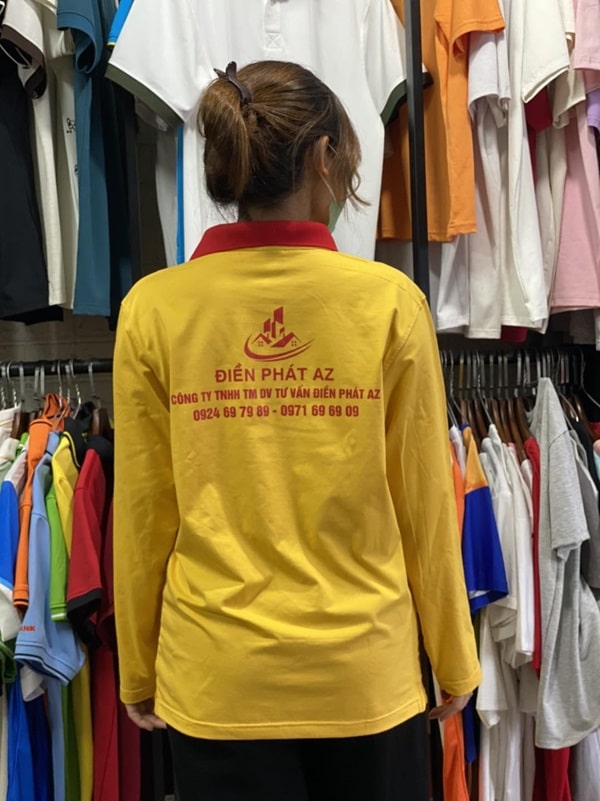 ĐIỀN PHÁT AZ
CÔNG TY TNHH TM DV TƯ VẤN ĐIỀN PHÁT AZ
0924 69 79 89 - 0971 69 69 09